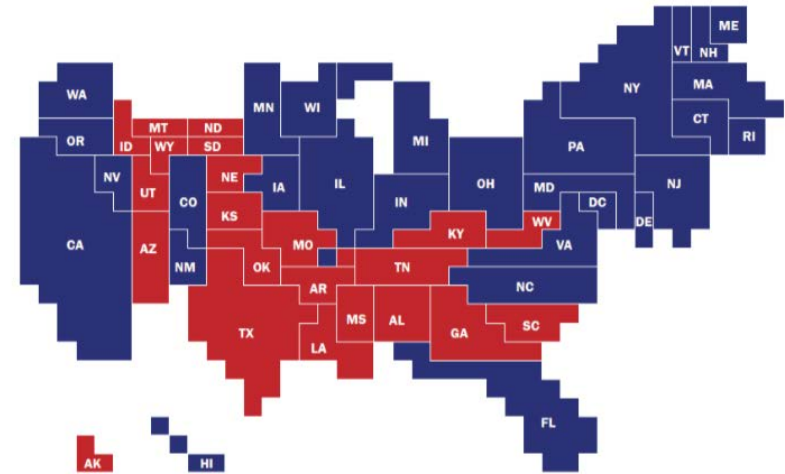 ME
VT NH
NY
MA
WA
MN
WI
CT
MT
ND
RI
OR
MI
ID
WY
SD
PA
NV
NE
IA
IL
OH
NJ
UT
CO
IN
MD
DC
KS
DE
WV
CA
AZ
MO
KY
VA
NM
OK
TN
AR
NC
TX
MS
AL
GA
SC
LA
FL
AK
HI